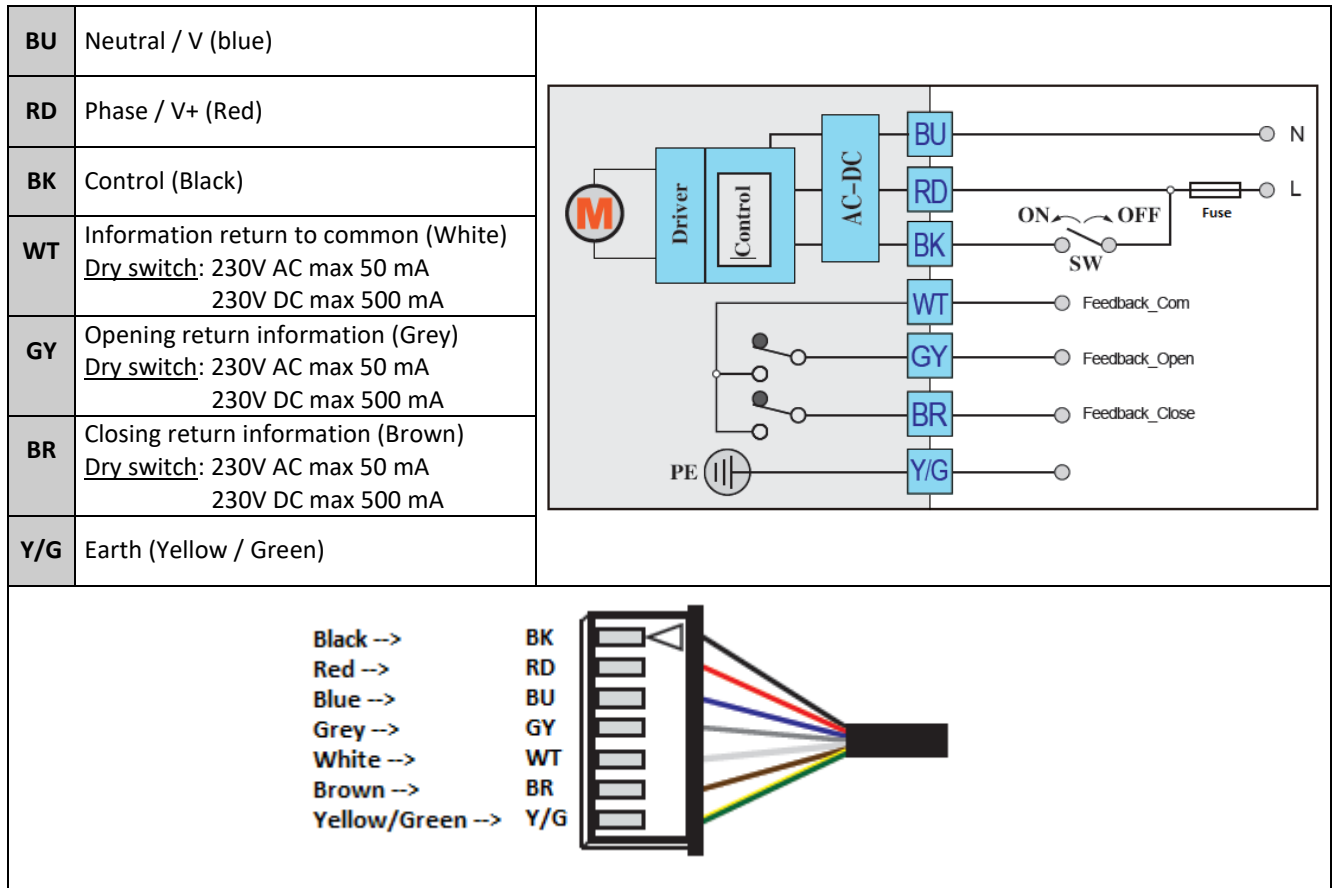 BU Neutral / V (blue)
RD Phase / V+ (Red)
BK Control (Black)
WT Information return to common (White)
Dry switch: 230V AC max 50 mA
230V DC max 500 mA
GY Opening return information (Grey)
Dry switch: 230V AC max 50 mA
230V DC max 500 mA
BR Closing return information (Brown)
Dry switch: 230V AC max 50 mA
230V DC max 500 mA
Y/G Earth (Yellow / Green)
M
Driver
Control
AC-DC
BU
N
RD
L
Fuse
ON
OFF
BK
SW
WT
Feedback_Com
GY
Feedback_Open
BR
Feedback_Close
PE
Y/G
Black --> BK
Red --> RD
Blue --> BU
Grey --> GY
White --> WT
Brown --> BR
Yellow/Green --> Y/G